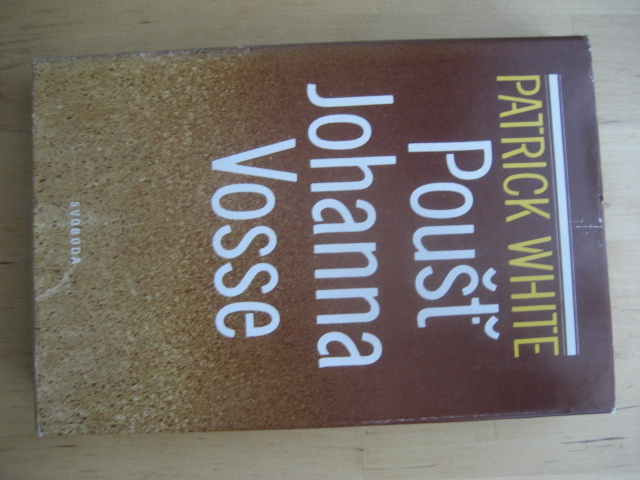 PATRICK WHITE
Poušť
Johanna
Vosse
SVOBODA